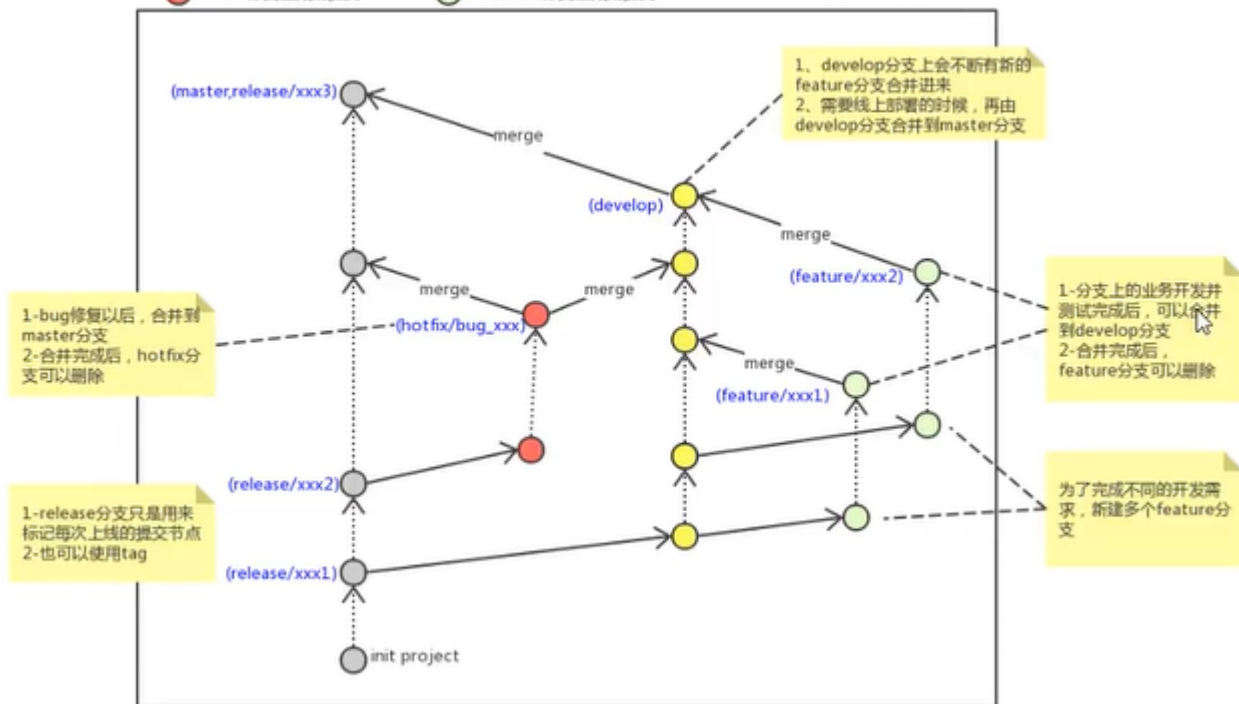 1、develop分支上会不断有新的
feature分支合并进来
2、需要线上部署的时候，再由
develop分支合并到master分支
(master,release/xxx3)
merge
(develop)
merge
(feature/xxx2)
merge
merge
(hotfix/bug_xxx)
1-bug修复以后，合并到
master分支
2-合并完成后，hotfix分
支可以删除
1-分支上的业务开发并
测试完成后，可以合并
到develop分支
2-合并完成后，
feature分支可以删除
merge
(feature/xxx1)
(release/xxx2)
1-release分支只是用来
标记每次上线的提交节点
2-也可以使用tag
为了完成不同的开发需
求，新建多个feature分
支
(release/xxx1)
init project